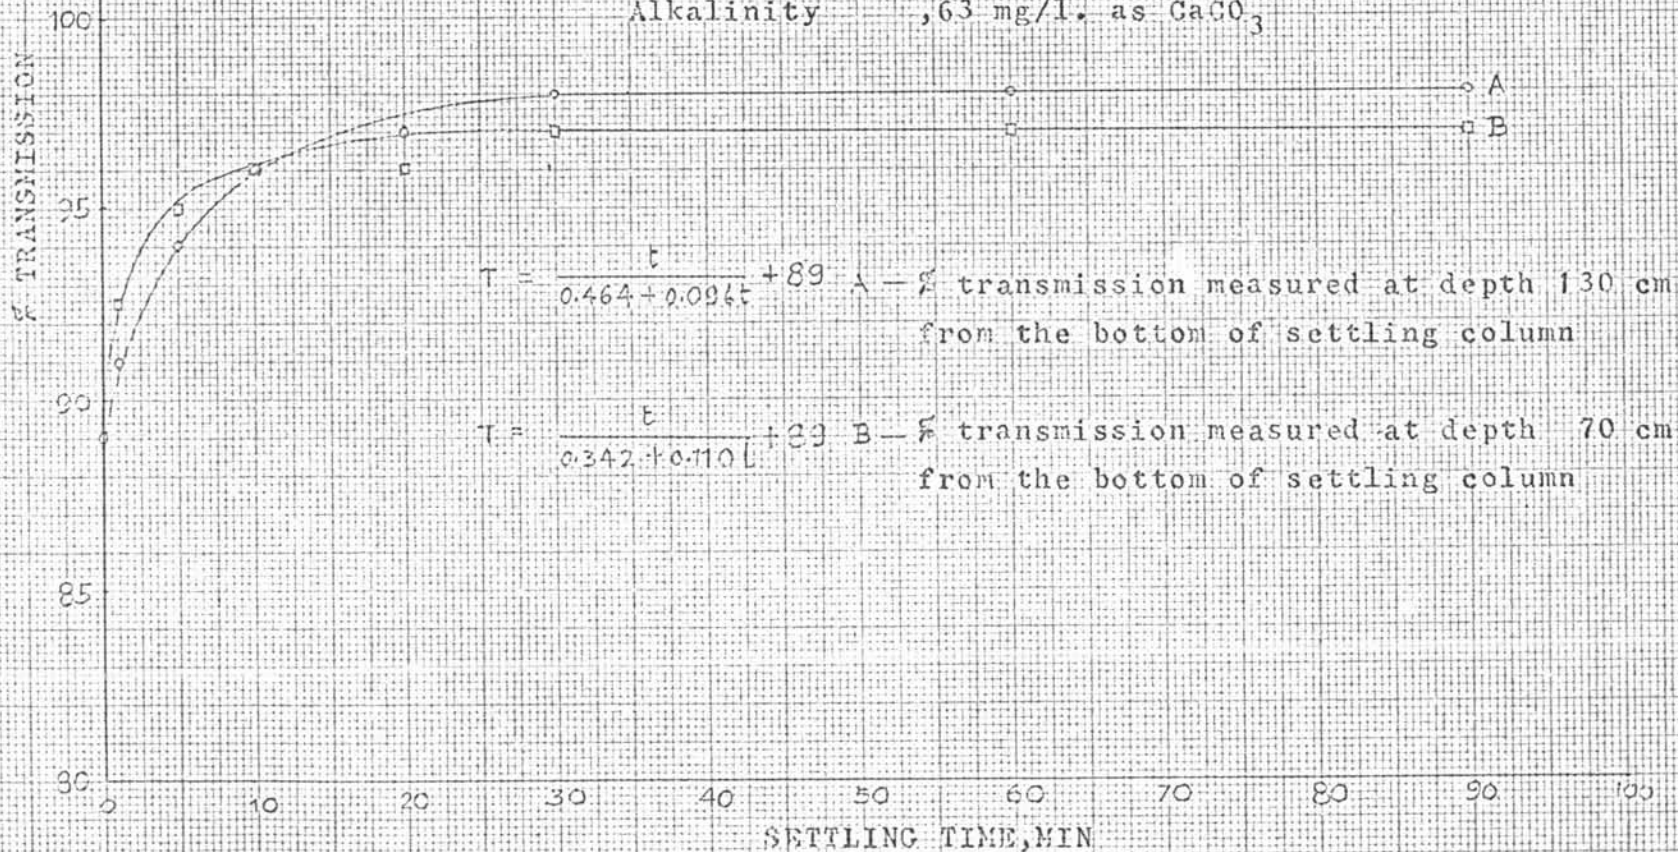 Alkalinity ,63 mg/l. as CaCO3
100
95
90
85
80
% TRANSMISSION
A
B
T = t / 0.464 + 0.096t + 89 A — % transmission measured at depth 130 cm
from the bottom of settling column
T = t / 0.342 + 0.110t + 89 B — % transmission measured at depth 70 cm
from the bottom of settling column
0 10 20 30 40 50 60 70 80 90 100
SETTLING TIME,MIN